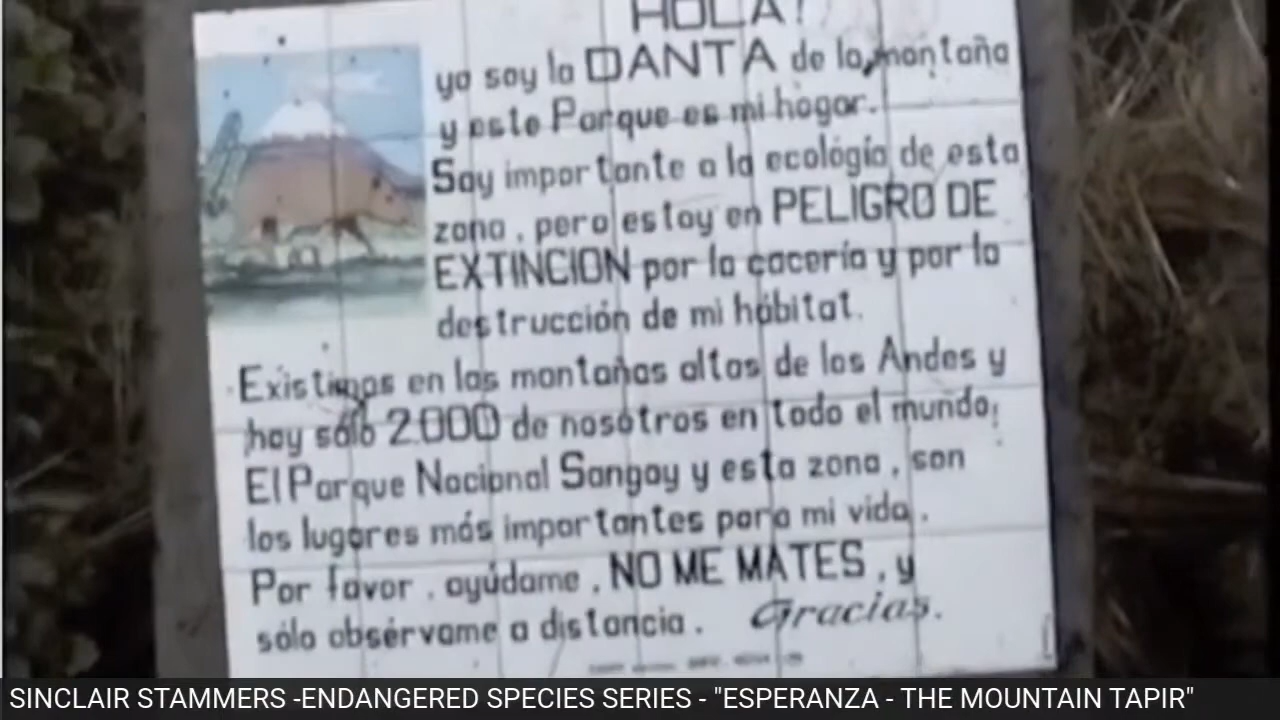 HOLA!
yo soy la DANTA de la montaña
y este Parque es mi hogar.
Soy importante a la ecología de esta
zona, pero estoy en PELIGRO DE
EXTINCION por la cacería y por la
destrucción de mi hábitat.
Existimos en las montañas altas de los Andes y
hay sólo 2.000 de nosotros en todo el mundo;
El Parque Nacional Sangay y esta zona, son
los lugares más importantes para mi vida.
Por favor, ayúdame, NO ME MATES, y
sólo obsérvame a distancia. Gracias.
SINCLAIR STAMMERS -ENDANGERED SPECIES SERIES - "ESPERANZA - THE MOUNTAIN TAPIR"